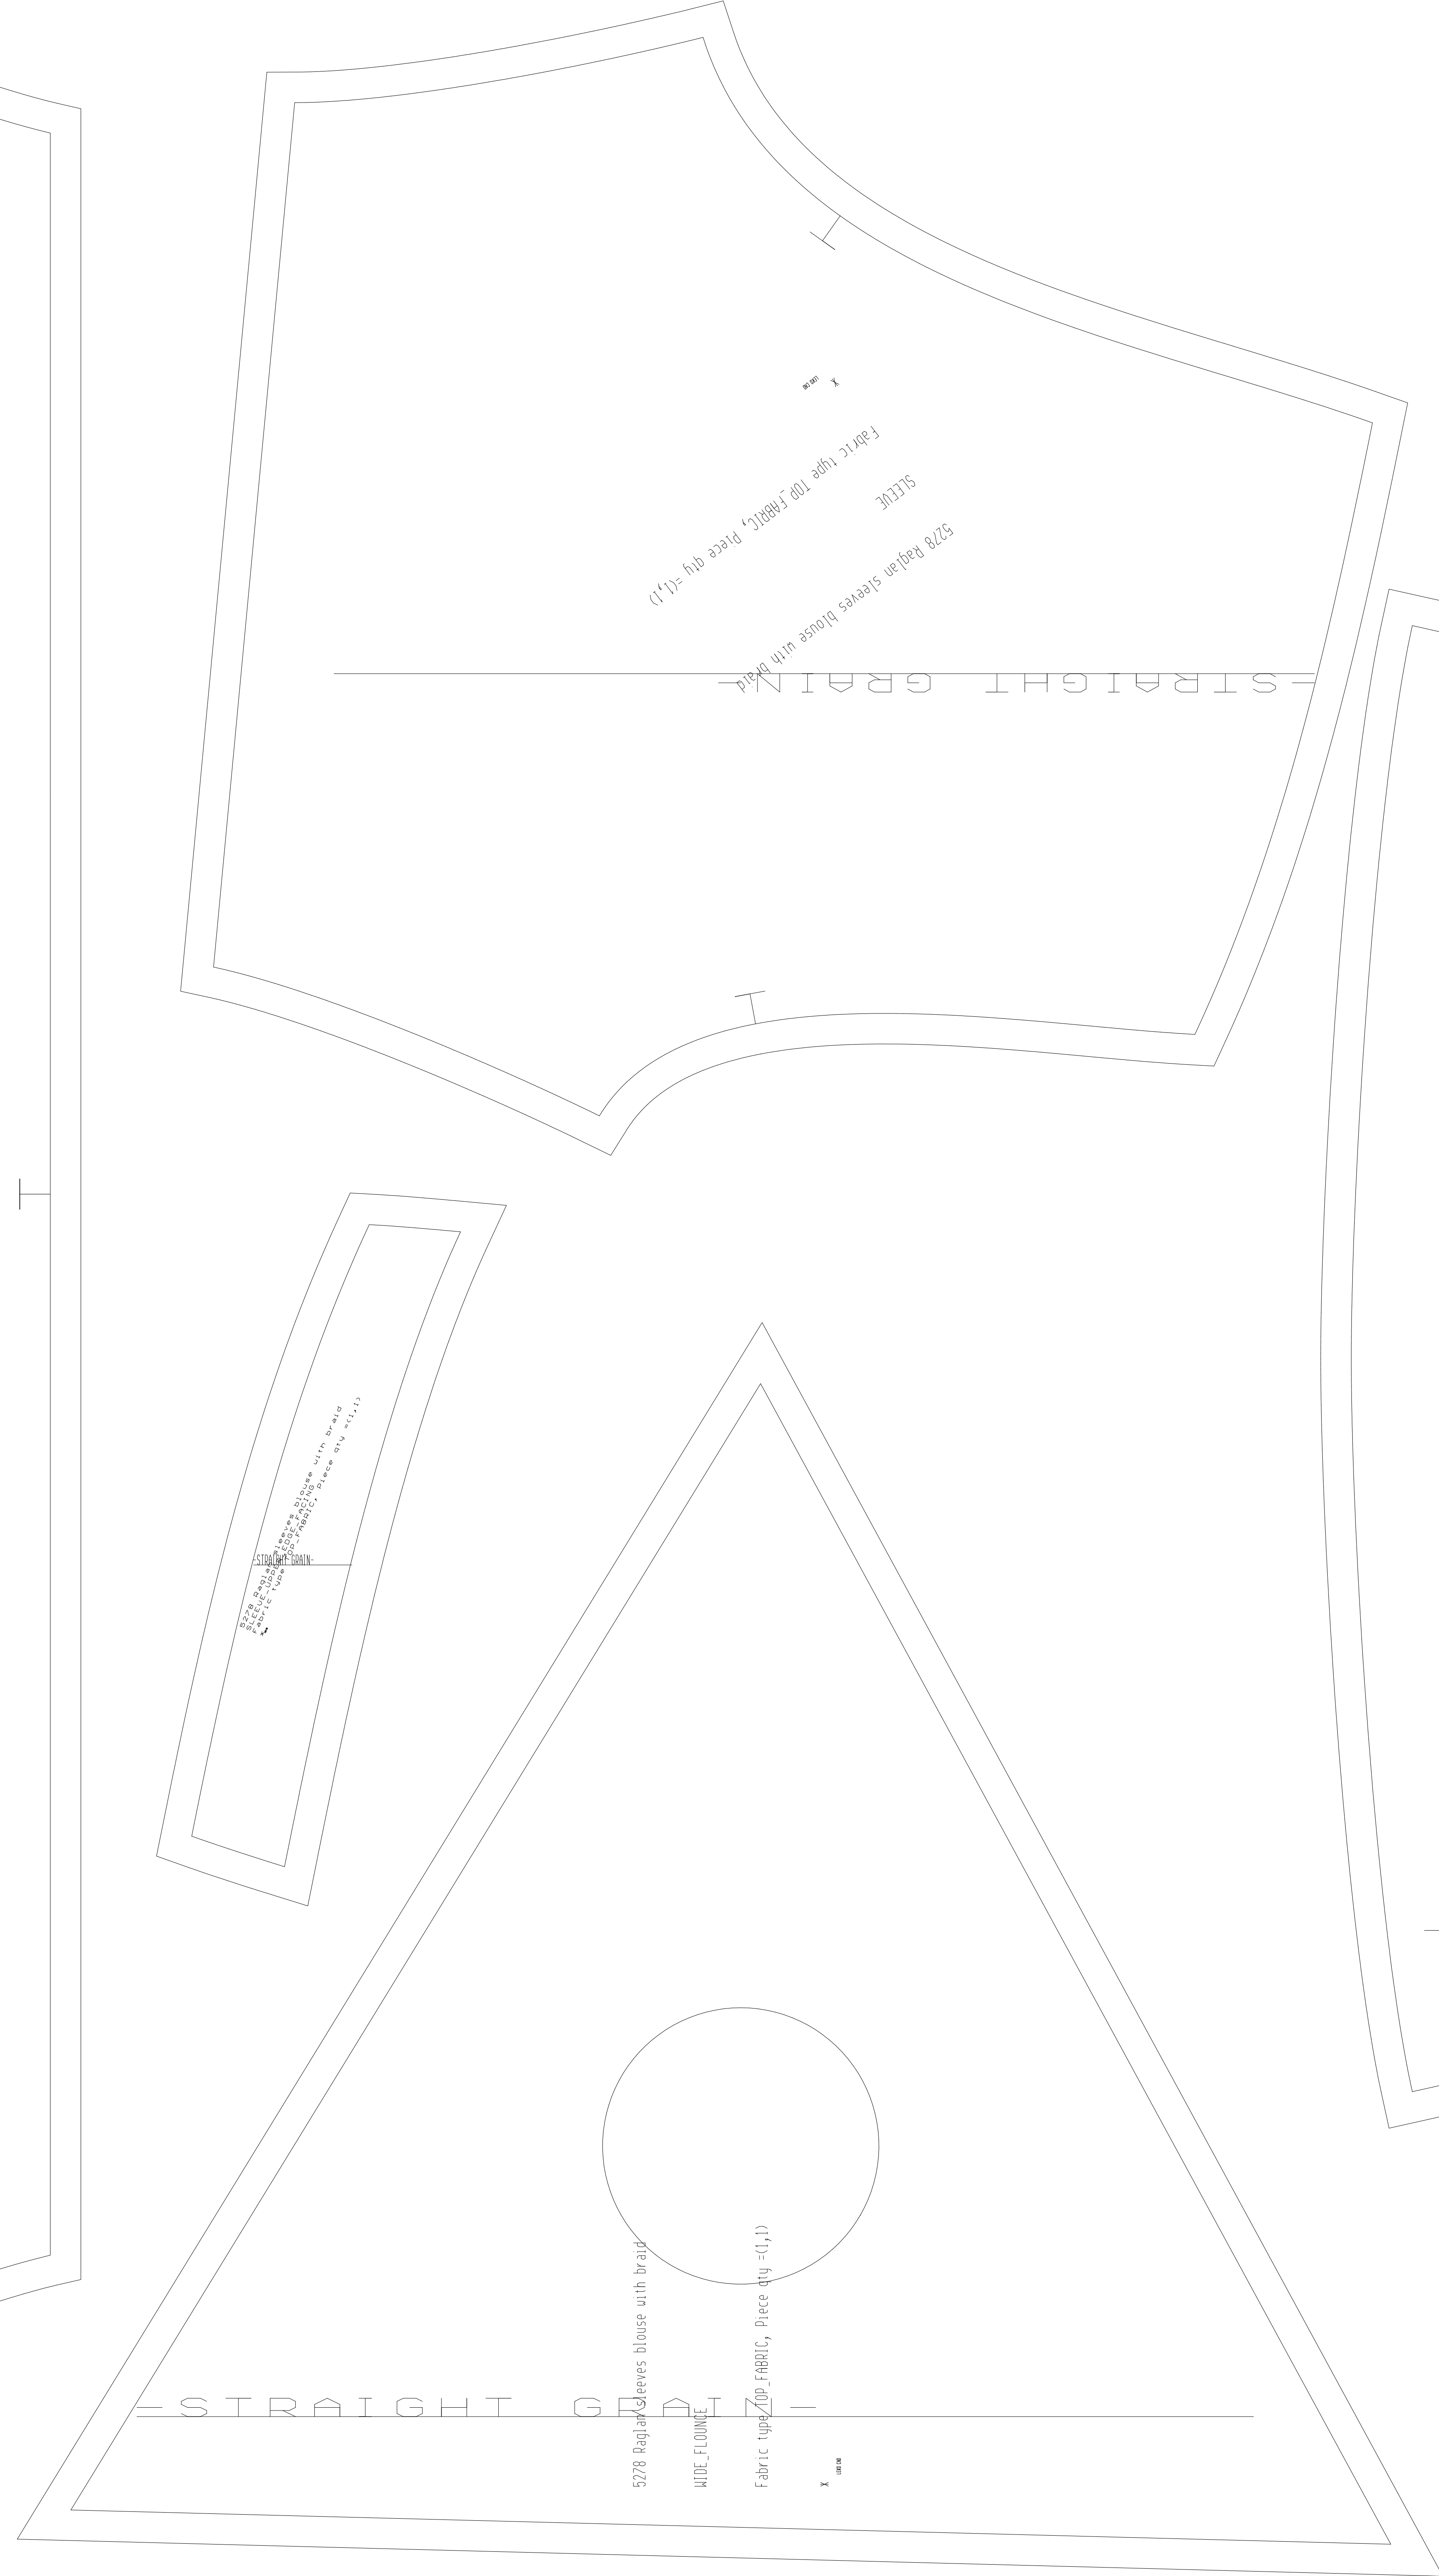 5278 Raglan sleeves blouse with braid
SLEEVE
Fabric type TOP_FABRIC, Piece qty =(1,1)
-STRAIGHT GRAIN-
5278 Raglan sleeves blouse with braid
SLEEVE-UPPER_EDGE_FACING
Fabric type TOP_FABRIC, Piece qty =(1,1)
-STRAIGHT GRAIN-
5278 Raglan sleeves blouse with braid
WIDE_FLOUNCE
Fabric type TOP_FABRIC, Piece qty =(1,1)
-STRAIGHT GRAIN-